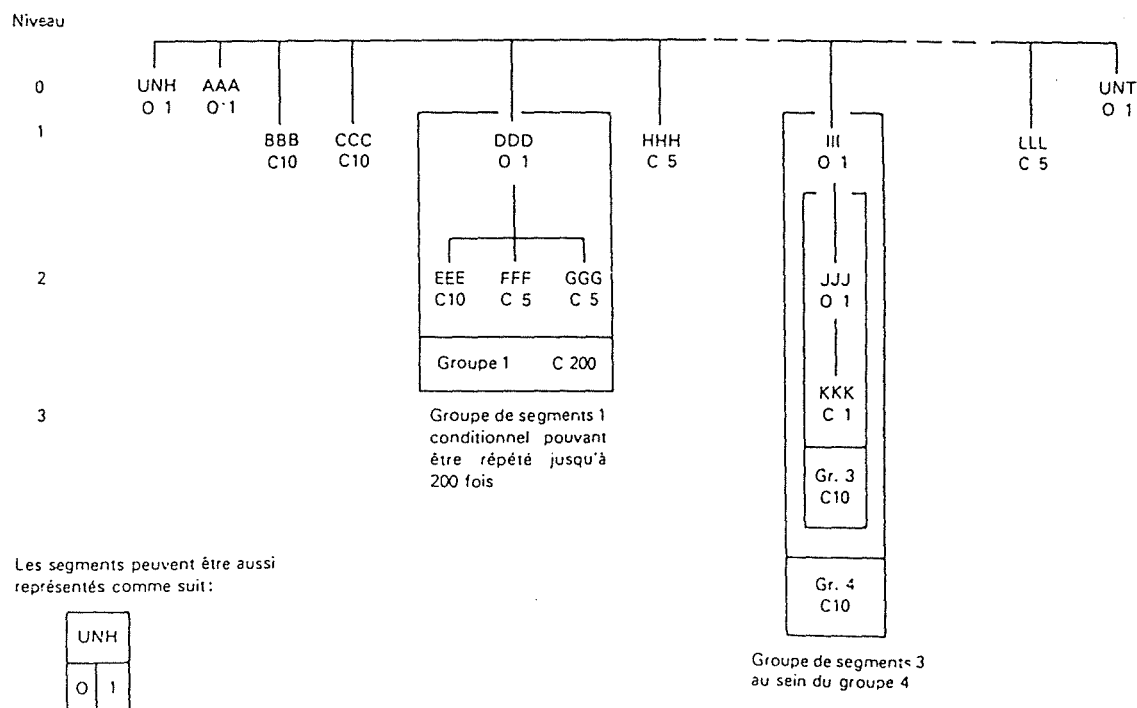 Niveau
0
UNH AAA UNT
O 1 O 1 O 1
1
BBB CCC DDD HHH III LLL
C10 C10 O 1 C 5 O 1 C 5
2
EEE FFF GGG JJJ
C10 C 5 C 5 O 1
Groupe 1 C 200
3
KKK
C 1
Groupe de segments 1
conditionnel pouvant
être répété jusqu'à
200 fois
Gr. 3
C10
Gr. 4
C10
Groupe de segments 3
au sein du groupe 4
Les segments peuvent être aussi
représentés comme suit:
UNH
O 1